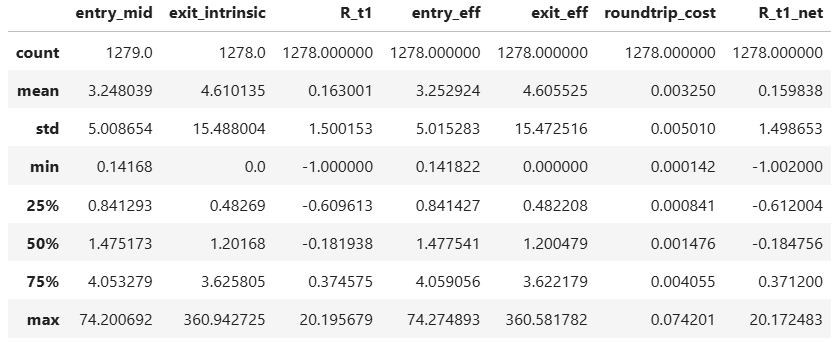 entry_mid exit_intrinsic R_t1 entry_eff exit_eff roundtrip_cost R_t1_net
count 1279.0 1278.0 1278.000000 1278.000000 1278.000000 1278.000000 1278.000000
mean 3.248039 4.610135 0.163001 3.252924 4.605525 0.003250 0.159838
std 5.008654 15.488004 1.500153 5.015283 15.472516 0.005010 1.498653
min 0.14168 0.0 -1.000000 0.141822 0.000000 0.000142 -1.002000
25% 0.841293 0.48269 -0.609613 0.841427 0.482208 0.000841 -0.612004
50% 1.475173 1.20168 -0.181938 1.477541 1.200479 0.001476 -0.184756
75% 4.053279 3.625805 0.374575 4.059056 3.622179 0.004055 0.371200
max 74.200692 360.942725 20.195679 74.274893 360.581782 0.074201 20.172483